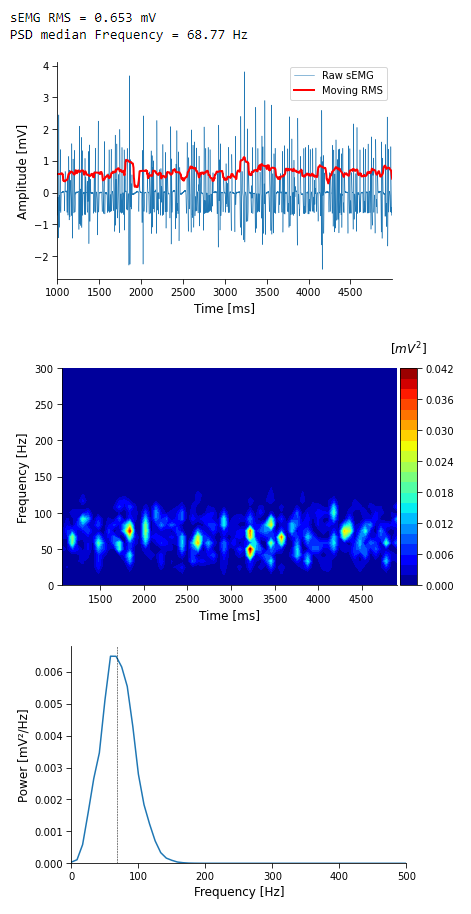 sEMG RMS = 0.653 mV
PSD median Frequency = 68.77 Hz
Raw sEMG
Moving RMS
4
3
2
1
0
−1
−2
Amplitude [mV]
1000 1500 2000 2500 3000 3500 4000 4500
Time [ms]
[mV²]
300
250
200
150
100
50
0
Frequency [Hz]
0.042
0.036
0.030
0.024
0.018
0.012
0.006
0.000
1500 2000 2500 3000 3500 4000 4500
Time [ms]
0.006
0.005
0.004
0.003
0.002
0.001
0.000
Power [mV²/Hz]
0 100 200 300 400 500
Frequency [Hz]